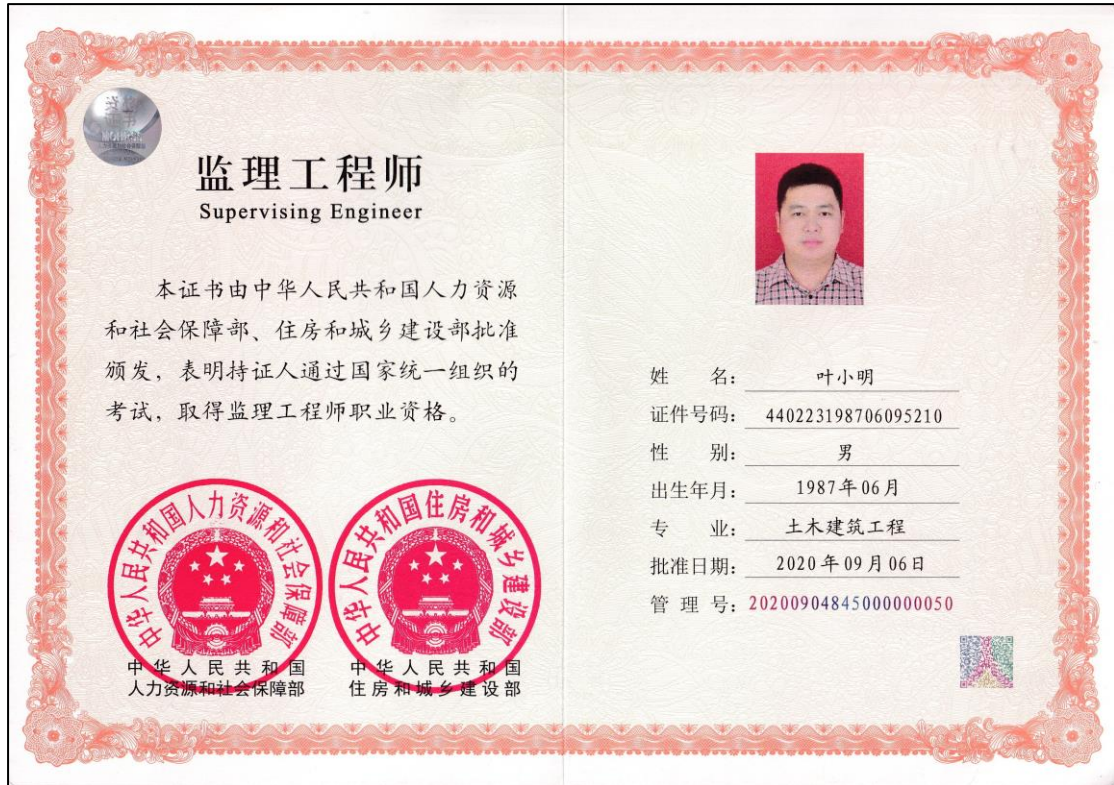 监理工程师
Supervising Engineer
本证书由中华人民共和国人力资源
和社会保障部、住房和城乡建设部批准
颁发，表明持证人通过国家统一组织的
考试，取得监理工程师职业资格。
中华人民共和国人力资源和社会保障部
中华人民共和国住房和城乡建设部
中华人民共和国
人力资源和社会保障部
中华人民共和国
住房和城乡建设部
姓 名：叶小明
证件号码：440223198706095210
性 别：男
出生年月：1987年06月
专 业：土木建筑工程
批准日期：2020年09月06日
管 理 号：20200904845000000050